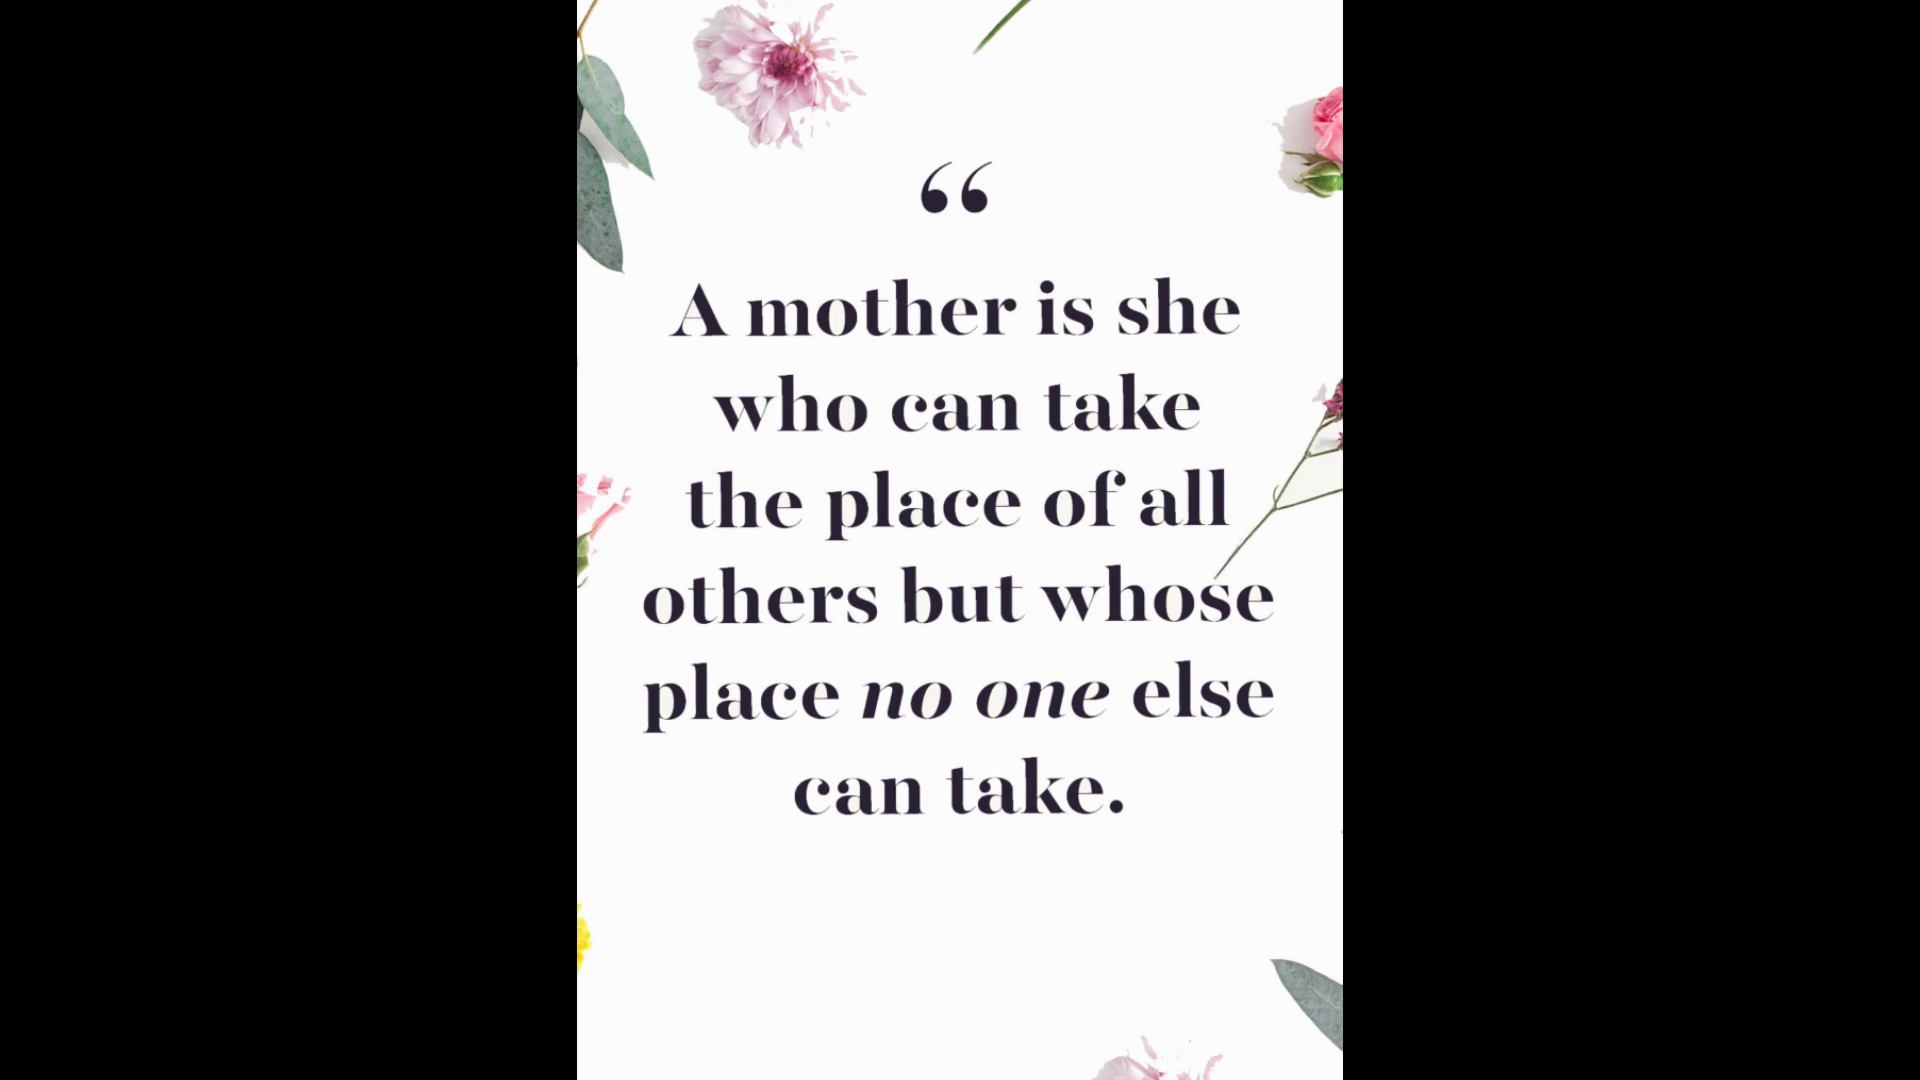 “
A mother is she
who can take
the place of all
others but whose
place no one else
can take.